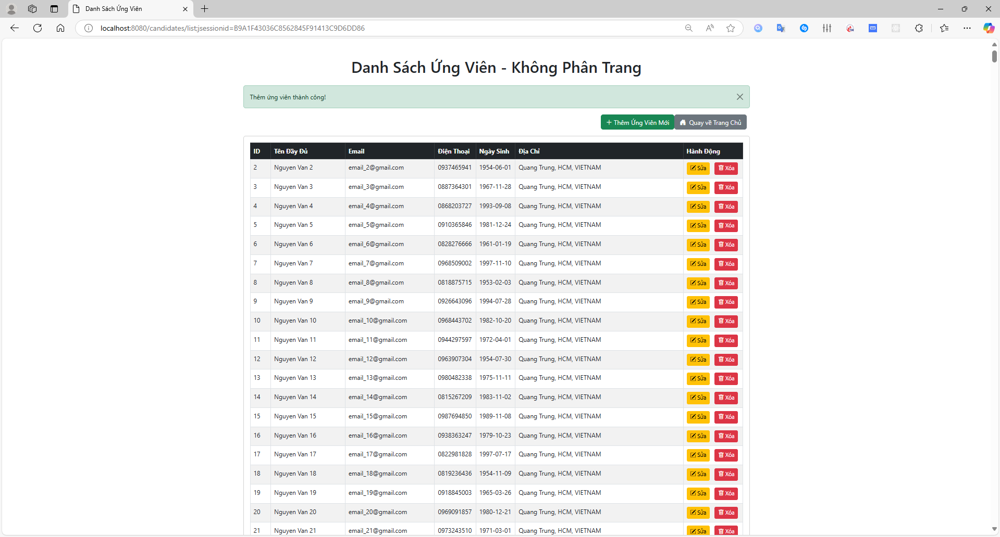 Danh Sách Ứng Viên
localhost:8080/candidates/list;jsessionid=B9A1F43036C8562845F91413C9D6DD86
Danh Sách Ứng Viên - Không Phân Trang
Thêm ứng viên thành công!
+ Thêm Ứng Viên Mới Quay về Trang Chủ
ID Tên Đầy Đủ Email Điện Thoại Ngày Sinh Địa Chỉ Hành Động
2 Nguyen Van 2 email_2@gmail.com 0937465941 1954-06-01 Quang Trung, HCM, VIETNAM Sửa Xóa
3 Nguyen Van 3 email_3@gmail.com 0887364301 1967-11-28 Quang Trung, HCM, VIETNAM Sửa Xóa
4 Nguyen Van 4 email_4@gmail.com 0868203727 1993-09-08 Quang Trung, HCM, VIETNAM Sửa Xóa
5 Nguyen Van 5 email_5@gmail.com 0910365846 1981-12-24 Quang Trung, HCM, VIETNAM Sửa Xóa
6 Nguyen Van 6 email_6@gmail.com 0828276666 1961-01-19 Quang Trung, HCM, VIETNAM Sửa Xóa
7 Nguyen Van 7 email_7@gmail.com 0968509002 1997-11-10 Quang Trung, HCM, VIETNAM Sửa Xóa
8 Nguyen Van 8 email_8@gmail.com 0818875715 1953-02-03 Quang Trung, HCM, VIETNAM Sửa Xóa
9 Nguyen Van 9 email_9@gmail.com 0926643096 1994-07-28 Quang Trung, HCM, VIETNAM Sửa Xóa
10 Nguyen Van 10 email_10@gmail.com 0968443702 1982-10-20 Quang Trung, HCM, VIETNAM Sửa Xóa
11 Nguyen Van 11 email_11@gmail.com 0944297597 1972-04-01 Quang Trung, HCM, VIETNAM Sửa Xóa
12 Nguyen Van 12 email_12@gmail.com 0963907304 1954-07-30 Quang Trung, HCM, VIETNAM Sửa Xóa
13 Nguyen Van 13 email_13@gmail.com 0980482338 1975-11-11 Quang Trung, HCM, VIETNAM Sửa Xóa
14 Nguyen Van 14 email_14@gmail.com 0815267209 1983-11-02 Quang Trung, HCM, VIETNAM Sửa Xóa
15 Nguyen Van 15 email_15@gmail.com 0987694850 1989-11-08 Quang Trung, HCM, VIETNAM Sửa Xóa
16 Nguyen Van 16 email_16@gmail.com 0938363247 1979-10-23 Quang Trung, HCM, VIETNAM Sửa Xóa
17 Nguyen Van 17 email_17@gmail.com 0822981828 1997-07-17 Quang Trung, HCM, VIETNAM Sửa Xóa
18 Nguyen Van 18 email_18@gmail.com 0819236436 1954-11-09 Quang Trung, HCM, VIETNAM Sửa Xóa
19 Nguyen Van 19 email_19@gmail.com 0918845003 1965-03-26 Quang Trung, HCM, VIETNAM Sửa Xóa
20 Nguyen Van 20 email_20@gmail.com 0969091857 1980-12-21 Quang Trung, HCM, VIETNAM Sửa Xóa
21 Nguyen Van 21 email_21@gmail.com 0973243510 1971-03-01 Quang Trung, HCM, VIETNAM Sửa Xóa